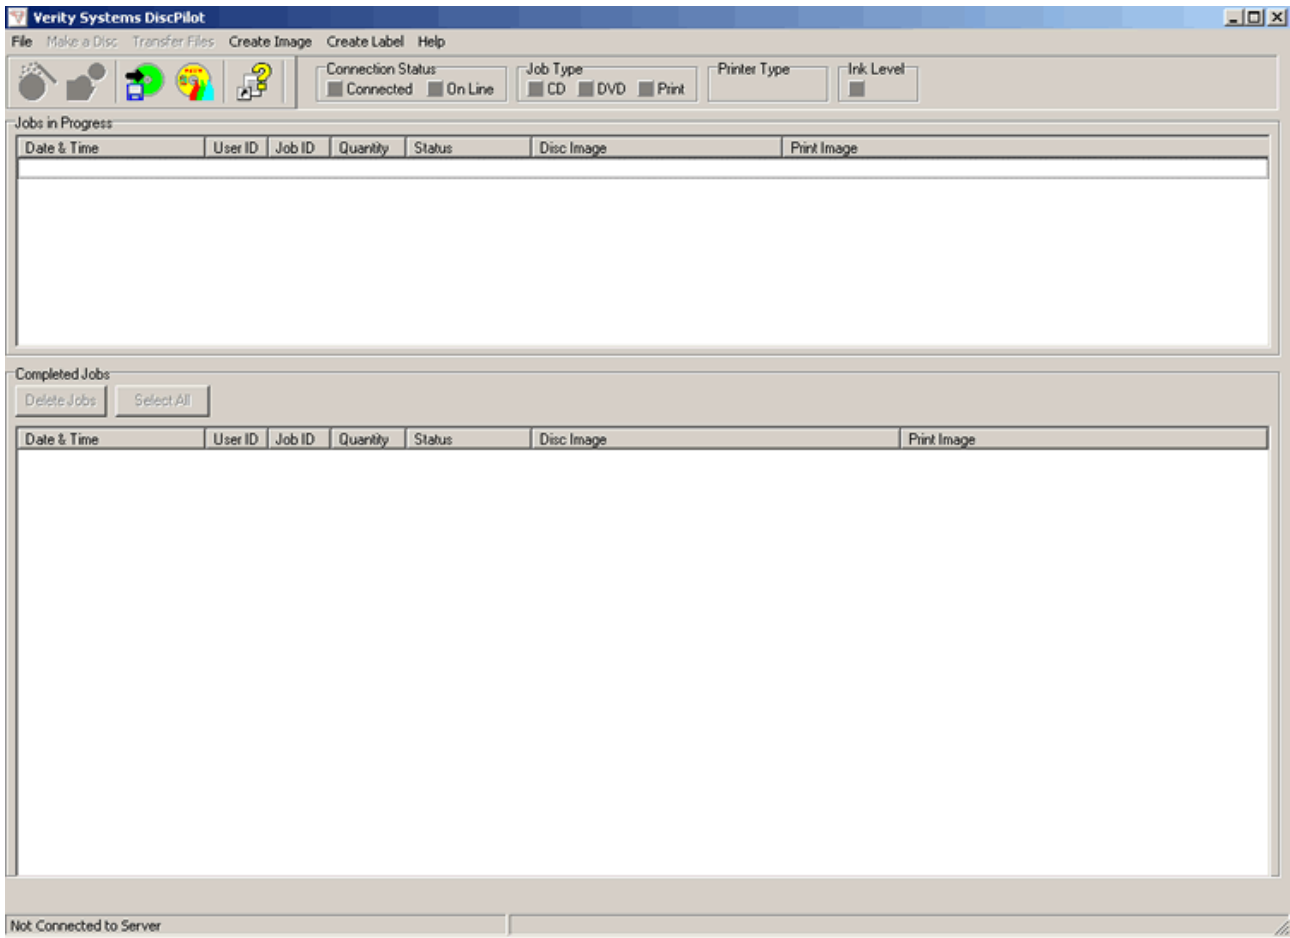 Verity Systems DiscPilot
File Make a Disc Transfer Files Create Image Create Label Help
Connection Status Job Type Printer Type Ink Level
Connected On Line CD DVD Print
Jobs in Progress
Date & Time User ID Job ID Quantity Status Disc Image Print Image
Completed Jobs
Delete Jobs Select All
Date & Time User ID Job ID Quantity Status Disc Image Print Image
Not Connected to Server